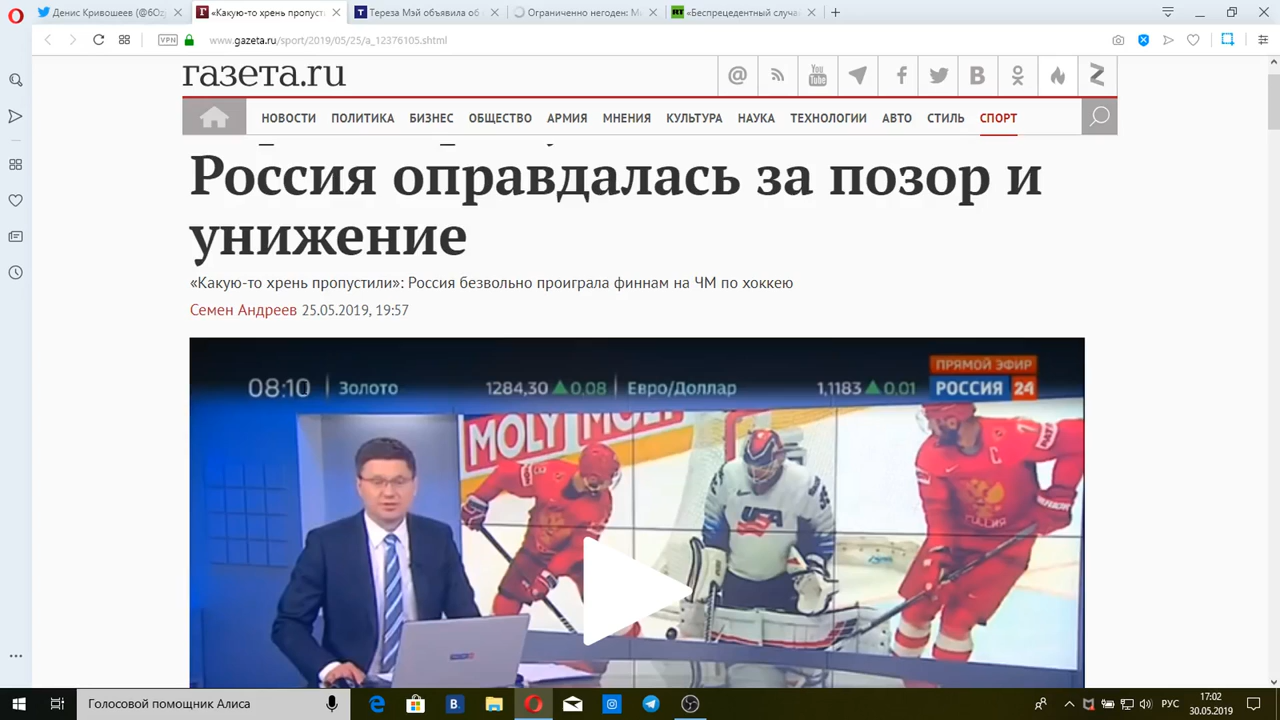 Денис Кривошеев (@6Oz
«Какую-то хрень пропуст
Тереза Мэй объявила об
Ограниченно негоден: М
«Беспрецедентный случа
VPN
www.gazeta.ru/sport/2019/05/25/a_12376105.shtml
газета.ru
НОВОСТИ ПОЛИТИКА БИЗНЕС ОБЩЕСТВО АРМИЯ МНЕНИЯ КУЛЬТУРА НАУКА ТЕХНОЛОГИИ АВТО СТИЛЬ СПОРТ
Россия оправдалась за позор и
унижение
«Какую-то хрень пропустили»: Россия безвольно проиграла финнам на ЧМ по хоккею
Семен Андреев 25.05.2019, 19:57
ПРЯМОЙ ЭФИР
08:10 Золото 1284,30 ▲ 0,08 Евро/Доллар 1,1183 ▲ 0.01 РОССИЯ 24
MOLY
USA
РОССИЯ
Голосовой помощник Алиса
РУС
17:02
30.05.2019